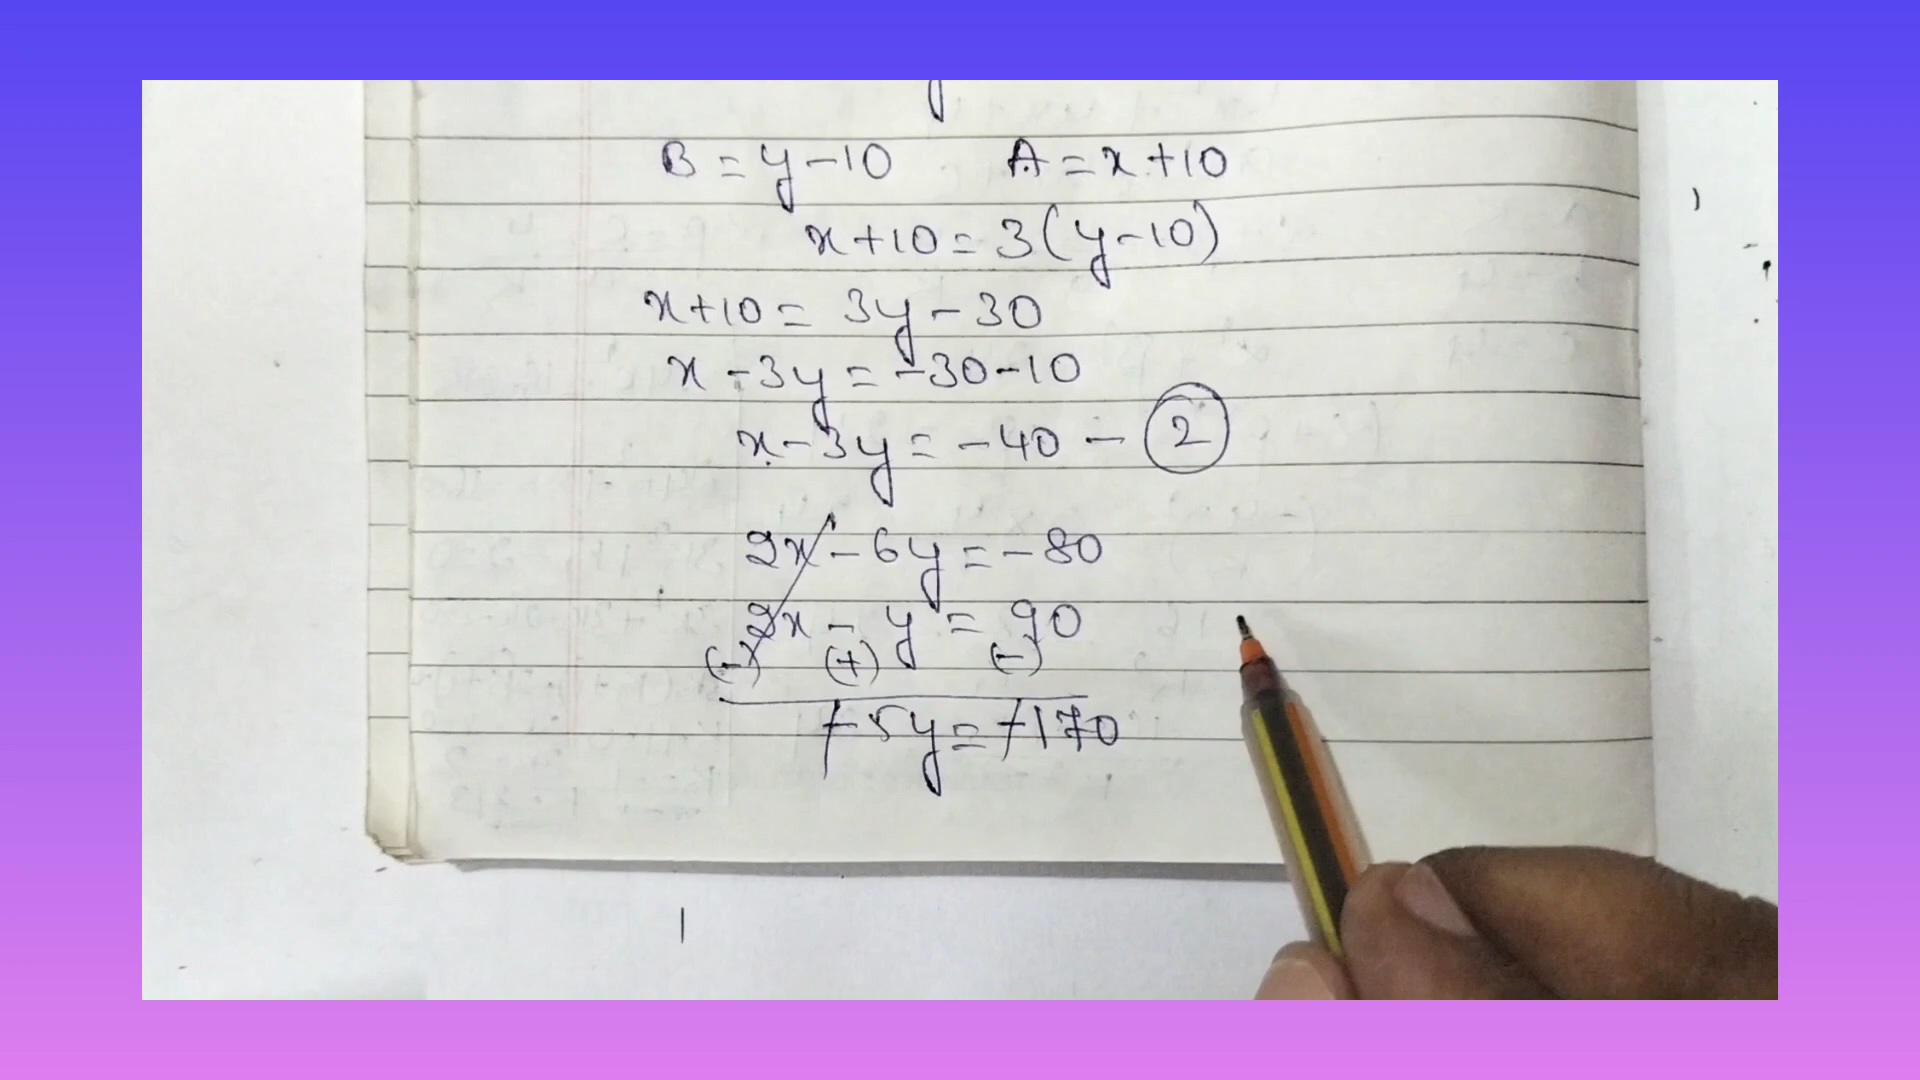 B = y - 10 A = x + 10
x + 10 = 3(y - 10)
x + 10 = 3y - 30
x - 3y = -30 - 10
x - 3y = -40 - 2
2x - 6y = -80
2x - y = 90
(-) (+) (-)
-5y = -170